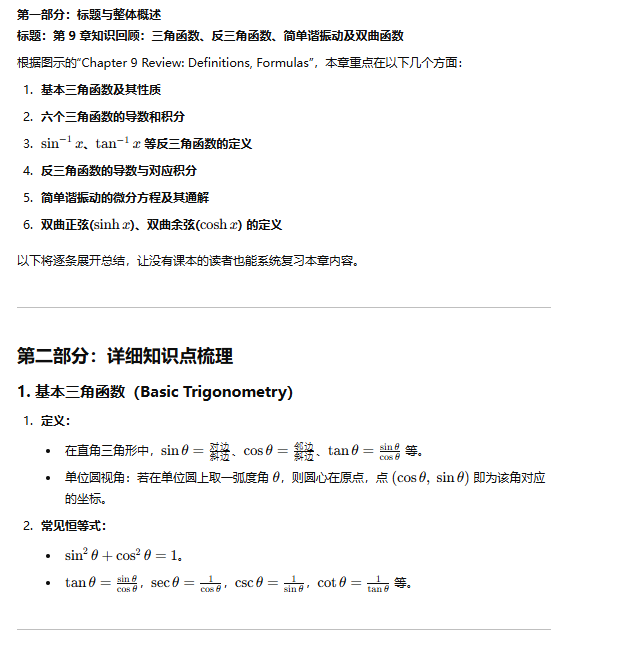 第一部分：标题与整体概述
标题：第 9 章知识回顾：三角函数、反三角函数、简单谐振动及双曲函数
根据图示的“Chapter 9 Review: Definitions, Formulas”，本章重点在以下几个方面：
1. 基本三角函数及其性质
2. 六个三角函数的导数和积分
3. sin⁻¹ x、tan⁻¹ x 等反三角函数的定义
4. 反三角函数的导数与对应积分
5. 简单谐振动的微分方程及其通解
6. 双曲正弦(sinh x)、双曲余弦(cosh x) 的定义
以下将逐条展开总结，让没有课本的读者也能系统复习本章内容。
第二部分：详细知识点梳理
1. 基本三角函数（Basic Trigonometry）
1. 定义：
• 在直角三角形中，sin θ = 对边/斜边、cos θ = 邻边/斜边、tan θ = sin θ/cos θ 等。
• 单位圆视角：若在单位圆上取一弧度角 θ，则圆心在原点，点 (cos θ, sin θ) 即为该角对应
的坐标。
2. 常见恒等式：
• sin² θ + cos² θ = 1。
• tan θ = sin θ/cos θ，sec θ = 1/cos θ，csc θ = 1/sin θ，cot θ = 1/tan θ 等。